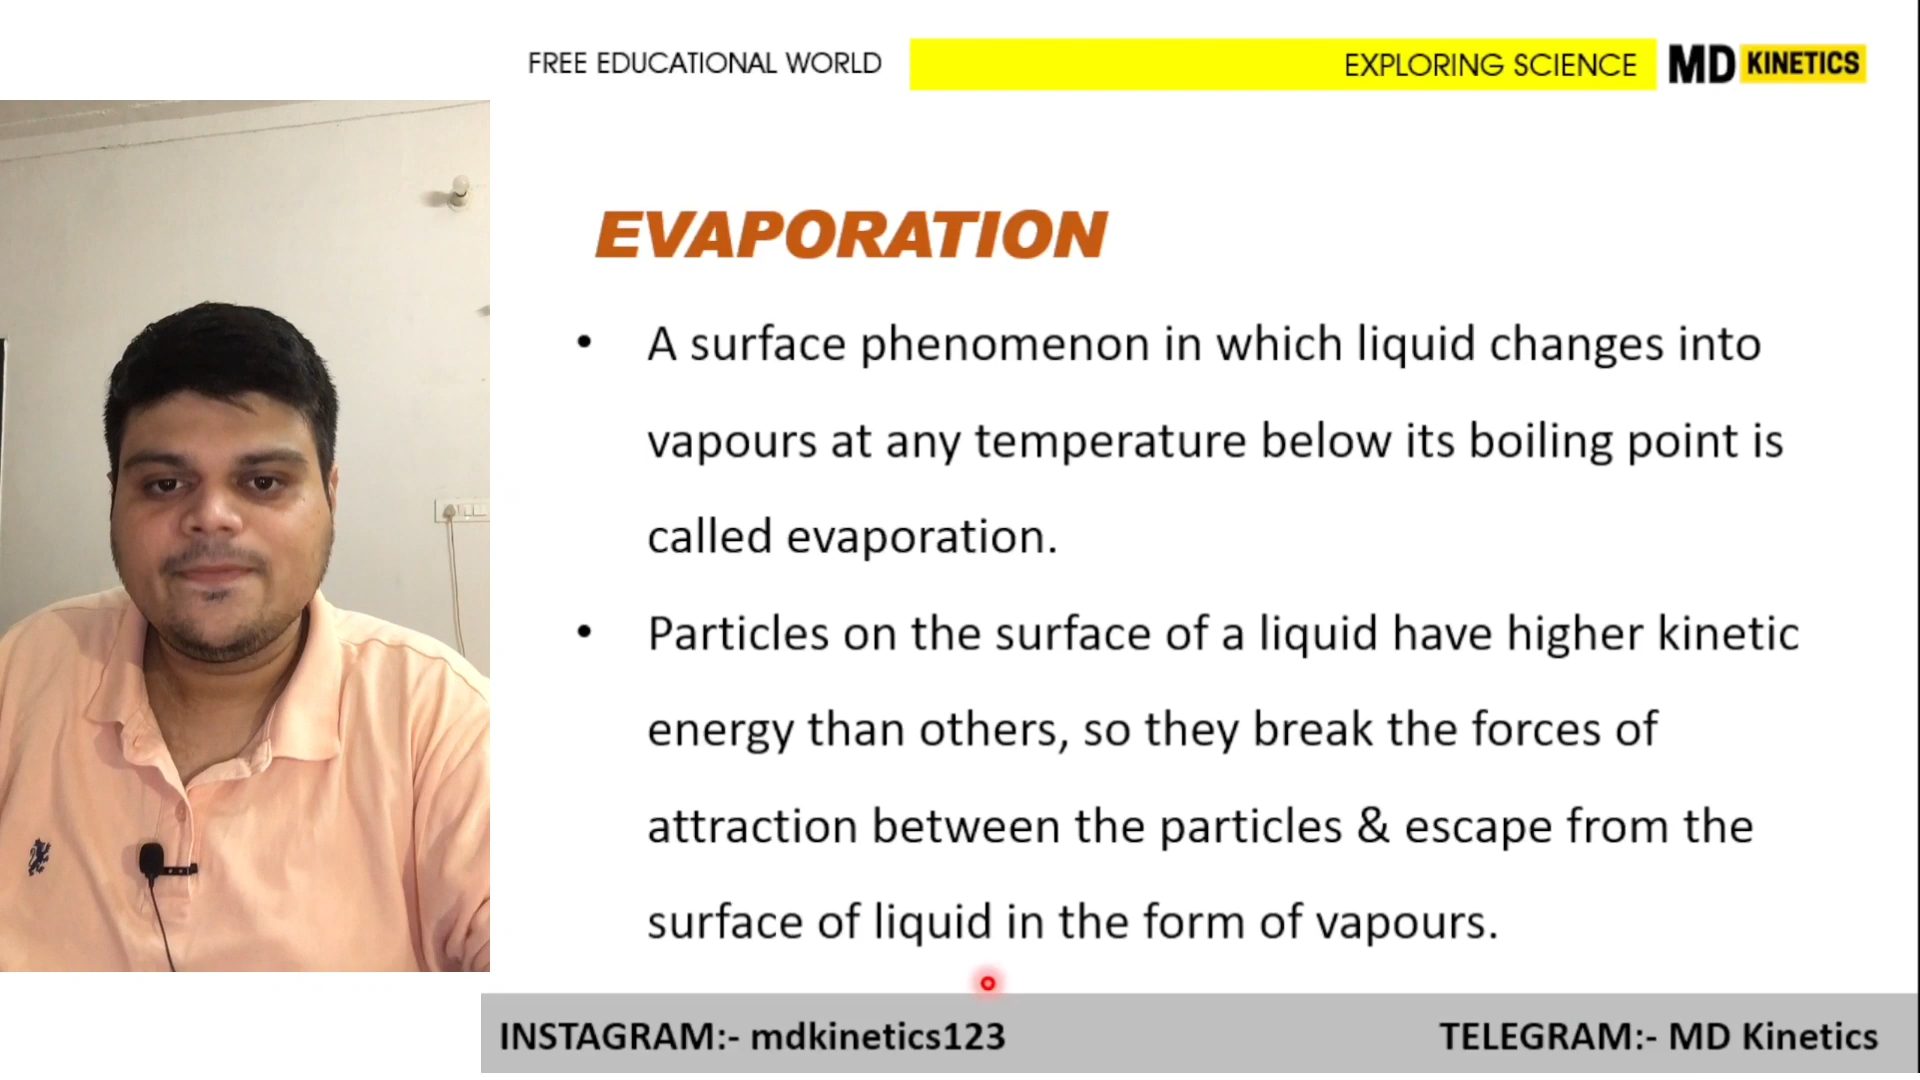 FREE EDUCATIONAL WORLD
EXPLORING SCIENCE
MD KINETICS
EVAPORATION
• A surface phenomenon in which liquid changes into
vapours at any temperature below its boiling point is
called evaporation.
• Particles on the surface of a liquid have higher kinetic
energy than others, so they break the forces of
attraction between the particles & escape from the
surface of liquid in the form of vapours.
INSTAGRAM:- mdkinetics123
TELEGRAM:- MD Kinetics